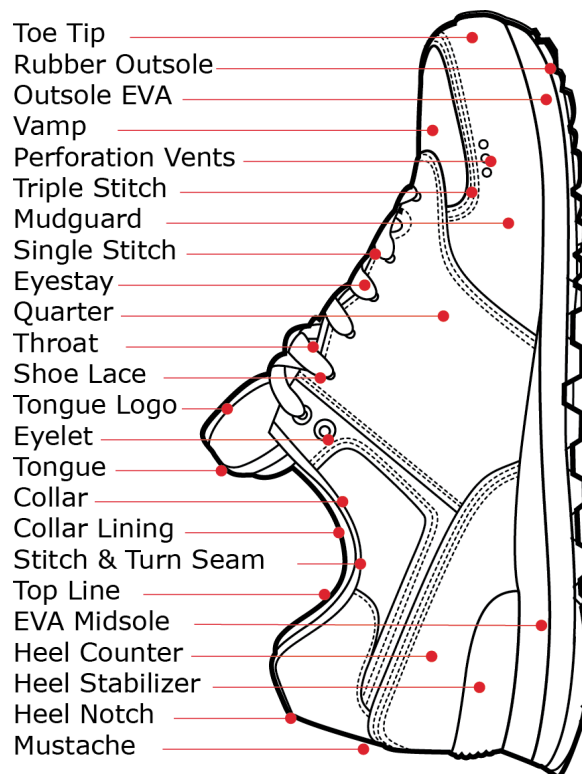 Toe Tip
Rubber Outsole
Outsole EVA
Vamp
Perforation Vents
Triple Stitch
Mudguard
Single Stitch
Eyestay
Quarter
Throat
Shoe Lace
Tongue Logo
Eyelet
Tongue
Collar
Collar Lining
Stitch & Turn Seam
Top Line
EVA Midsole
Heel Counter
Heel Stabilizer
Heel Notch
Mustache